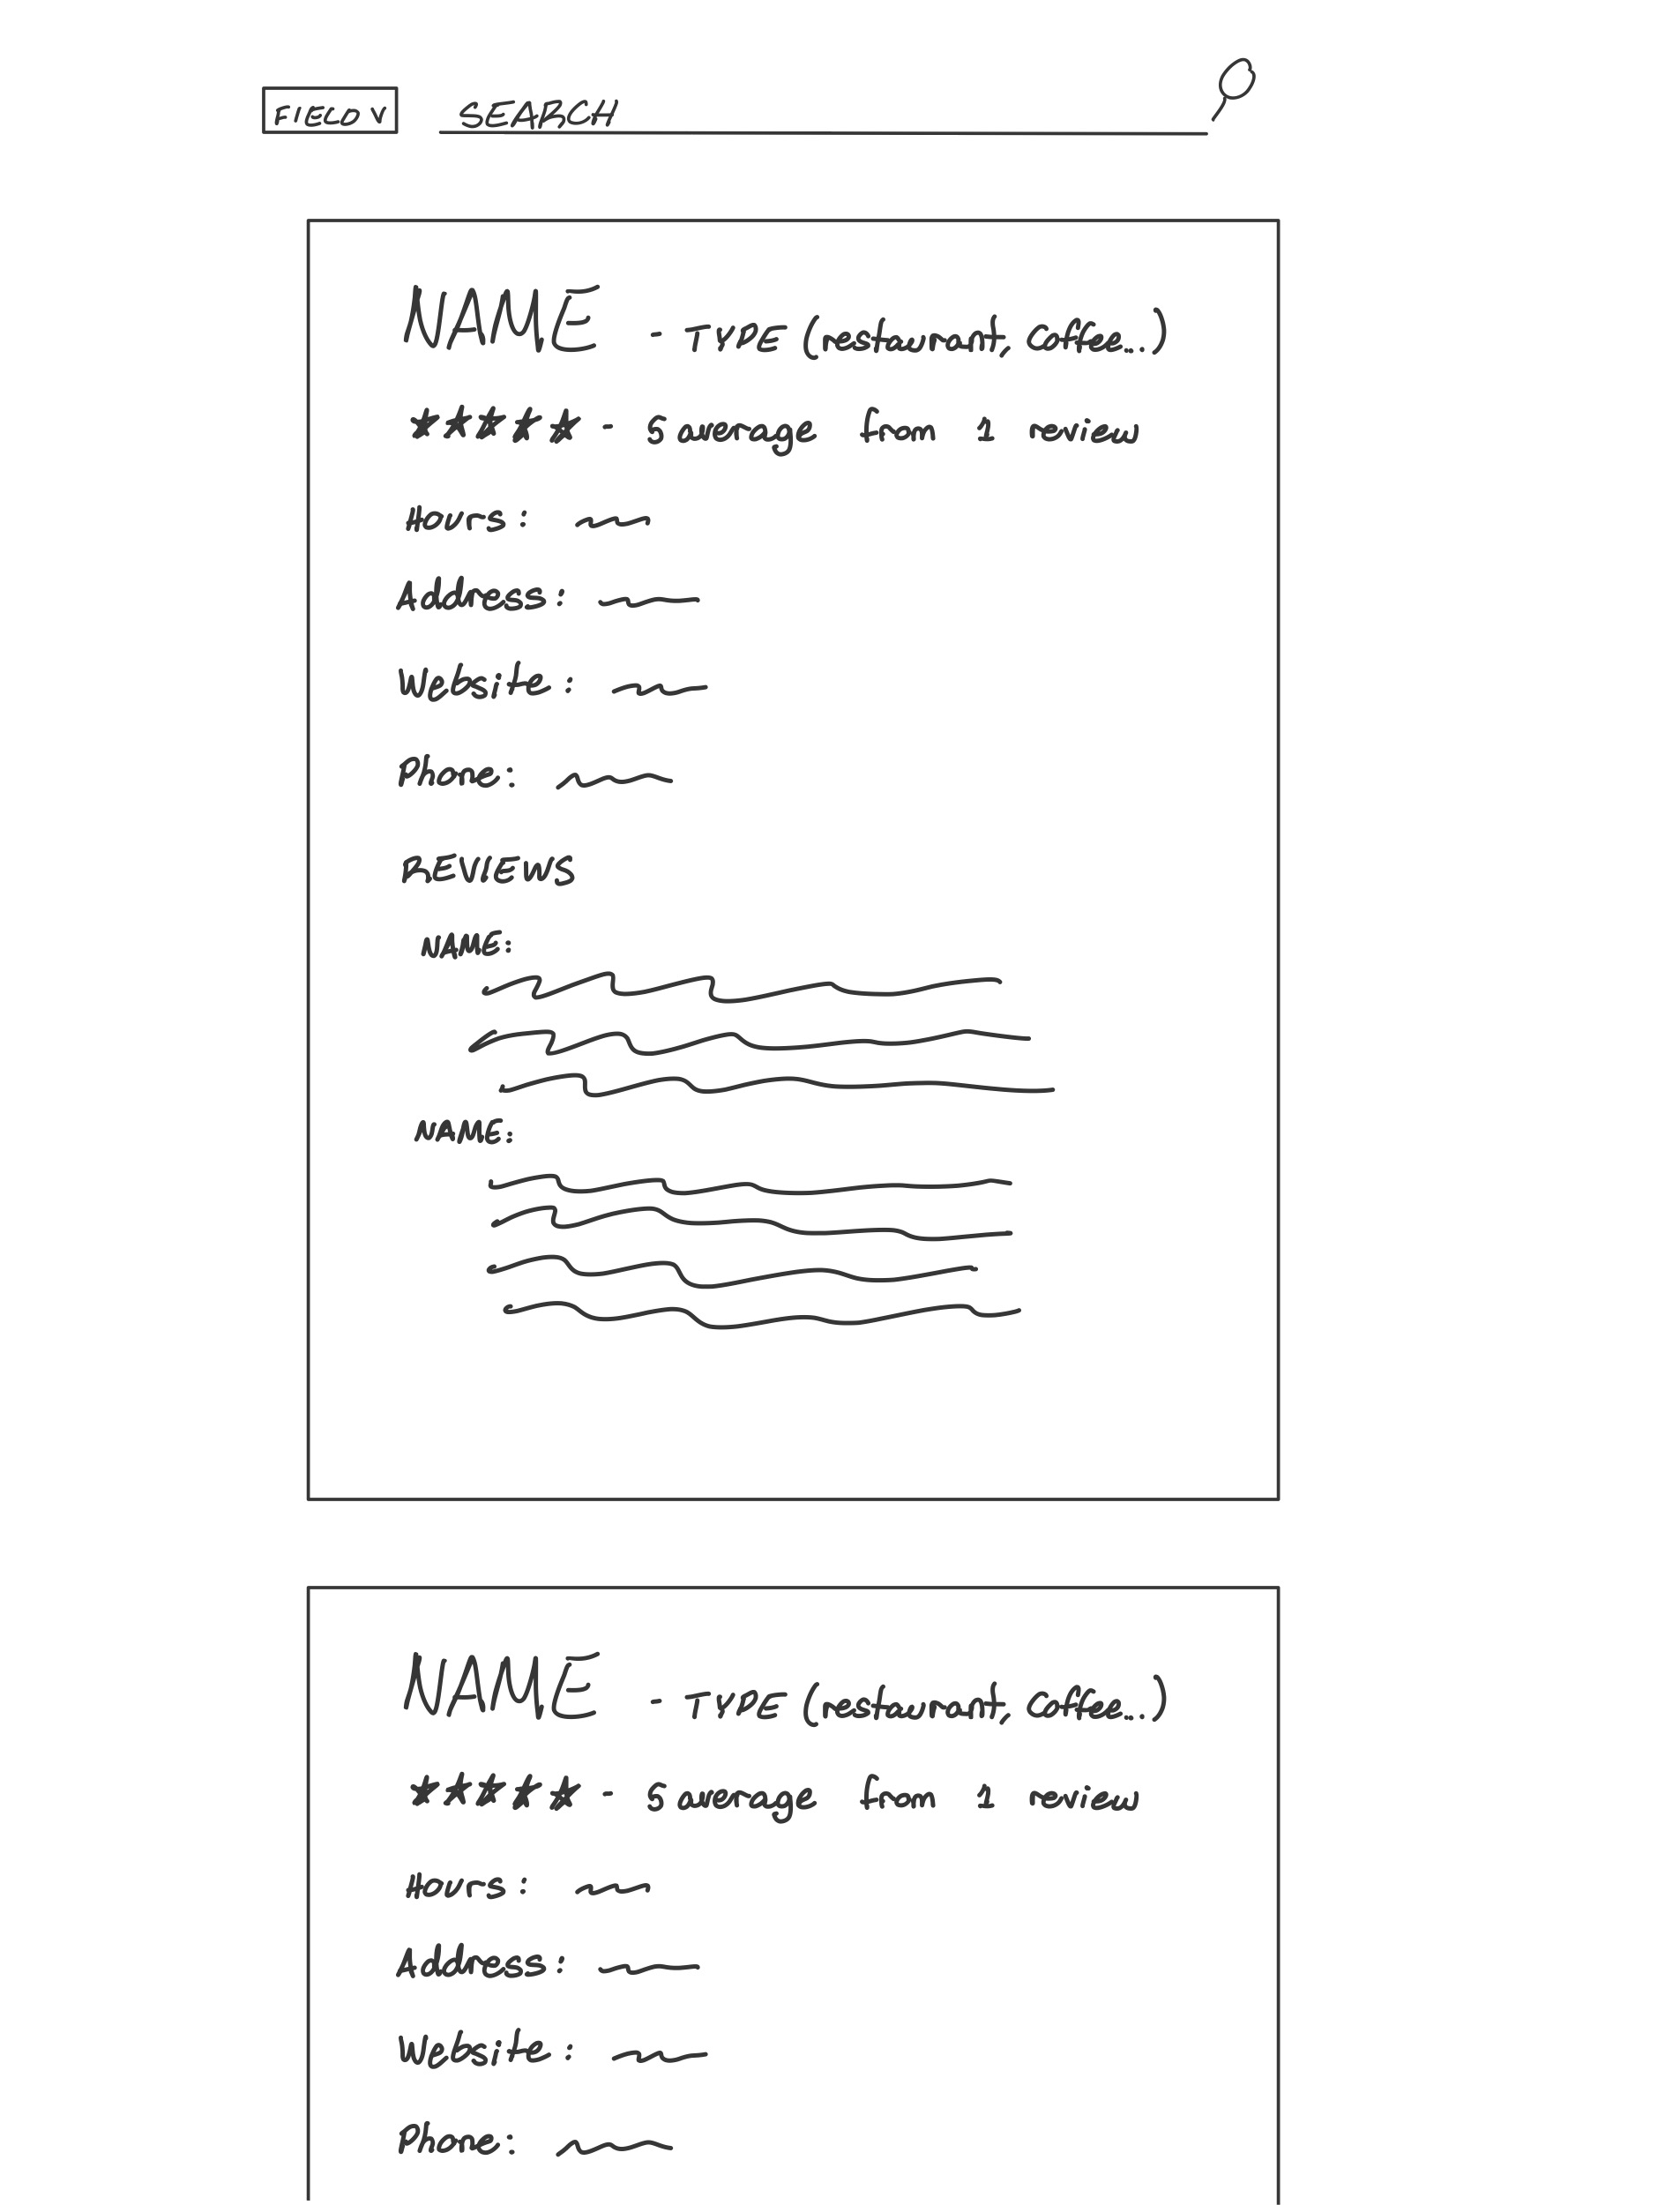 FIELD V SEARCH
NAME - TYPE (restaurant, coffee...)
★★★★★ - 5 average from 1 review
Hours:
Address:
Website:
Phone:
REVIEWS
NAME:
NAME:
NAME - TYPE (restaurant, coffee...)
★★★★★ - 5 average from 1 review
Hours:
Address:
Website:
Phone: